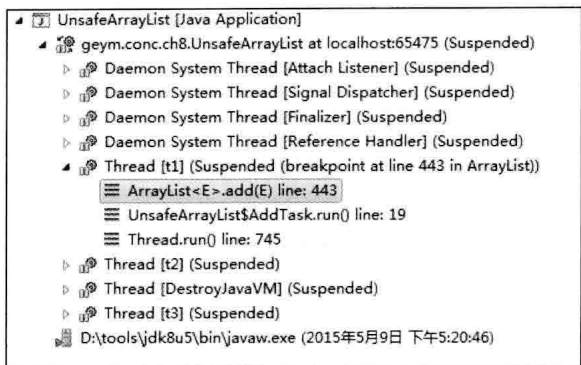 UnsafeArrayList [Java Application]
geym.conc.ch8.UnsafeArrayList at localhost:65475 (Suspended)
Daemon System Thread [Attach Listener] (Suspended)
Daemon System Thread [Signal Dispatcher] (Suspended)
Daemon System Thread [Finalizer] (Suspended)
Daemon System Thread [Reference Handler] (Suspended)
Thread [t1] (Suspended (breakpoint at line 443 in ArrayList))
ArrayList<E>.add(E) line: 443
UnsafeArrayList$AddTask.run() line: 19
Thread.run() line: 745
Thread [t2] (Suspended)
Thread [DestroyJavaVM] (Suspended)
Thread [t3] (Suspended)
D:\tools\jdk8u5\bin\javaw.exe (2015年5月9日 下午5:20:46)